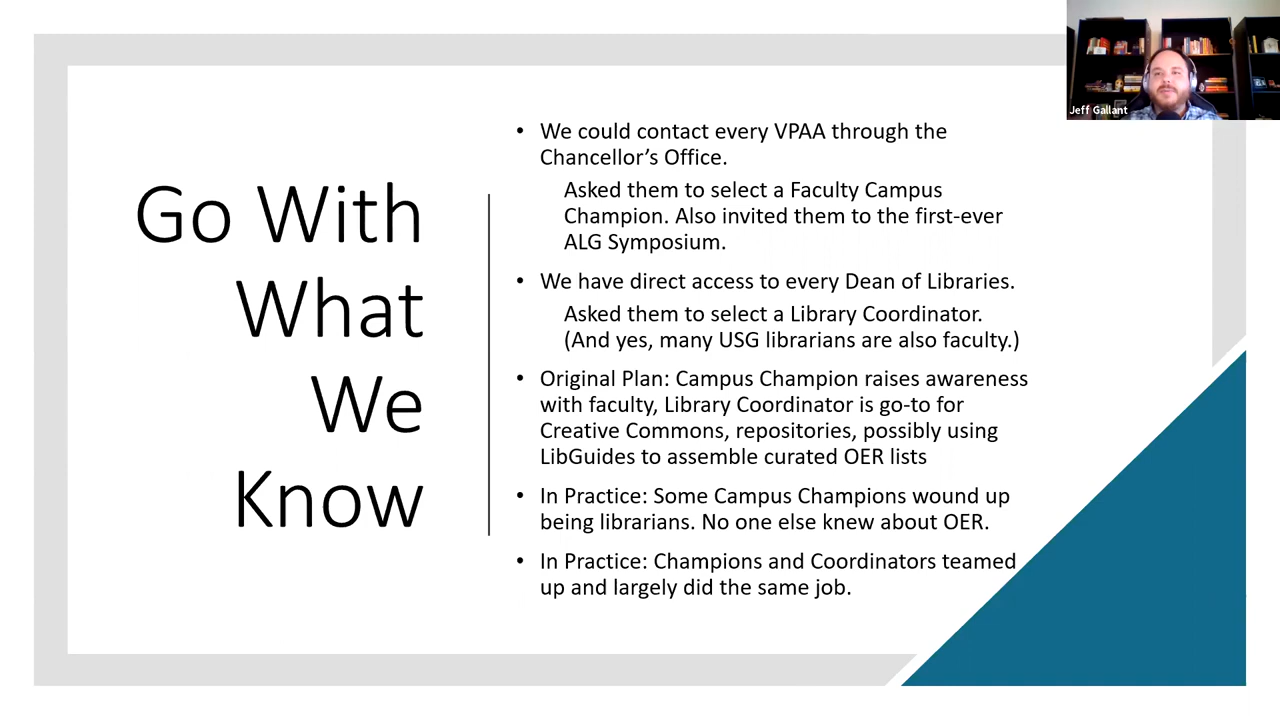 Jeff Gallant
Go With
What
We
Know
• We could contact every VPAA through the
Chancellor’s Office.
Asked them to select a Faculty Campus
Champion. Also invited them to the first-ever
ALG Symposium.
• We have direct access to every Dean of Libraries.
Asked them to select a Library Coordinator.
(And yes, many USG librarians are also faculty.)
• Original Plan: Campus Champion raises awareness
with faculty, Library Coordinator is go-to for
Creative Commons, repositories, possibly using
LibGuides to assemble curated OER lists
• In Practice: Some Campus Champions wound up
being librarians. No one else knew about OER.
• In Practice: Champions and Coordinators teamed
up and largely did the same job.